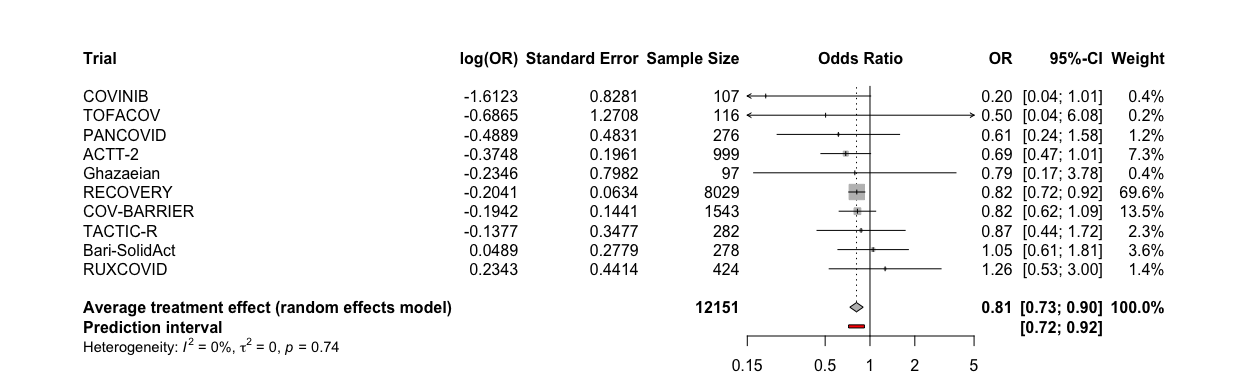 Trial log(OR) Standard Error Sample Size Odds Ratio OR 95%-CI Weight
COVINIB -1.6123 0.8281 107 0.20 [0.04; 1.01] 0.4%
TOFACOV -0.6865 1.2708 116 0.50 [0.04; 6.08] 0.2%
PANCOVID -0.4889 0.4831 276 0.61 [0.24; 1.58] 1.2%
ACTT-2 -0.3748 0.1961 999 0.69 [0.47; 1.01] 7.3%
Ghazaeian -0.2346 0.7982 97 0.79 [0.17; 3.78] 0.4%
RECOVERY -0.2041 0.0634 8029 0.82 [0.72; 0.92] 69.6%
COV-BARRIER -0.1942 0.1441 1543 0.82 [0.62; 1.09] 13.5%
TACTIC-R -0.1377 0.3477 282 0.87 [0.44; 1.72] 2.3%
Bari-SolidAct 0.0489 0.2779 278 1.05 [0.61; 1.81] 3.6%
RUXCOVID 0.2343 0.4414 424 1.26 [0.53; 3.00] 1.4%
Average treatment effect (random effects model) 12151 0.81 [0.73; 0.90] 100.0%
Prediction interval [0.72; 0.92]
Heterogeneity: I² = 0%, τ² = 0, p = 0.74
0.15 0.5 1 2 5